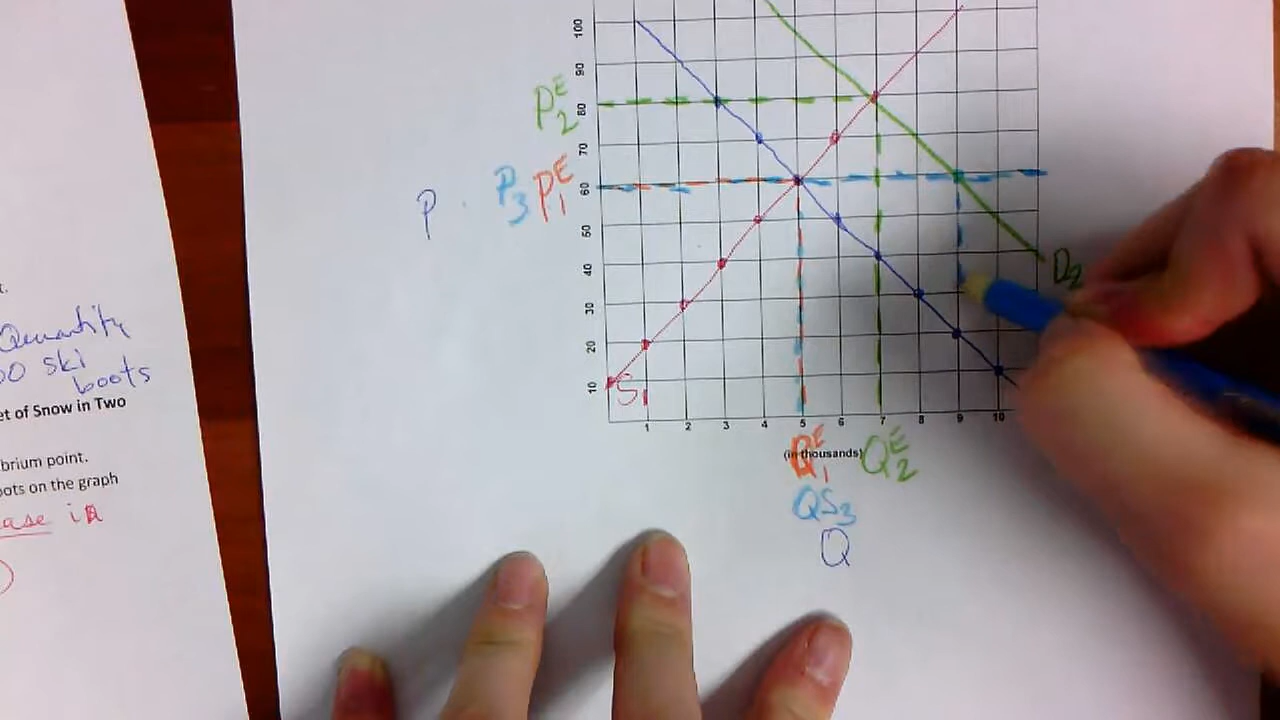 t.
Quantity
00 ski
boots
et of Snow in Two
brium point.
oots on the graph
ase in
100
90
80
70
60
50
40
30
20
10
P₂ᴱ
P P₃ P₁ᴱ
D₂
S₁
1 2 3 4 5 6 7 8 9 10
(in thousands)
Q₁ᴱ Q₂ᴱ
QS₃
Q